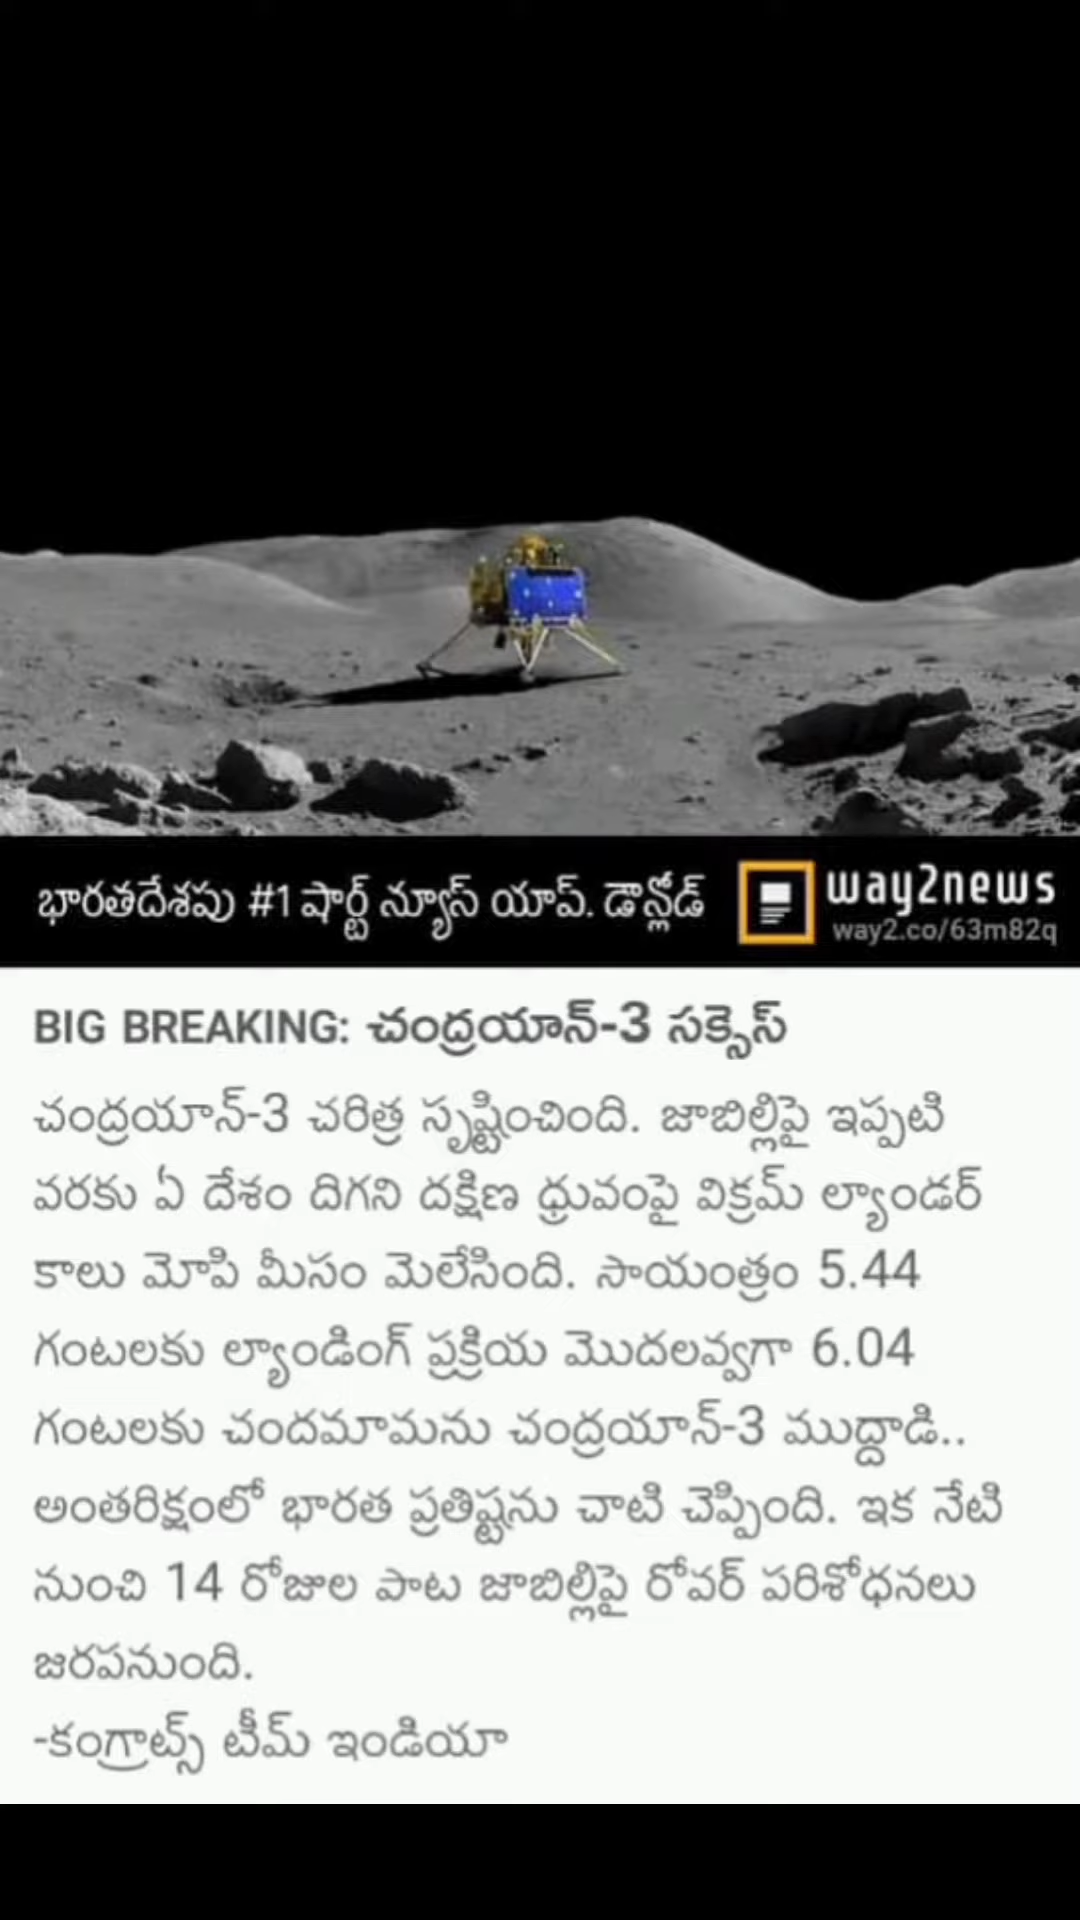 భారతదేశపు #1 షార్ట్ న్యూస్ యాప్. డౌన్లోడ్
way2news
way2.co/63m82q
BIG BREAKING: చంద్రయాన్-3 సక్సెస్
చంద్రయాన్-3 చరిత్ర సృష్టించింది. జాబిల్లిపై ఇప్పటి
వరకు ఏ దేశం దిగని దక్షిణ ధ్రువంపై విక్రమ్ ల్యాండర్
కాలు మోపి మీసం మెలేసింది. సాయంత్రం 5.44
గంటలకు ల్యాండింగ్ ప్రక్రియ మొదలవ్వగా 6.04
గంటలకు చందమామను చంద్రయాన్-3 ముద్దాడి..
అంతరిక్షంలో భారత ప్రతిష్టను చాటి చెప్పింది. ఇక నేటి
నుంచి 14 రోజుల పాట జాబిల్లిపై రోవర్ పరిశోధనలు
జరపనుంది.
-కంగ్రాట్స్ టీమ్ ఇండియా